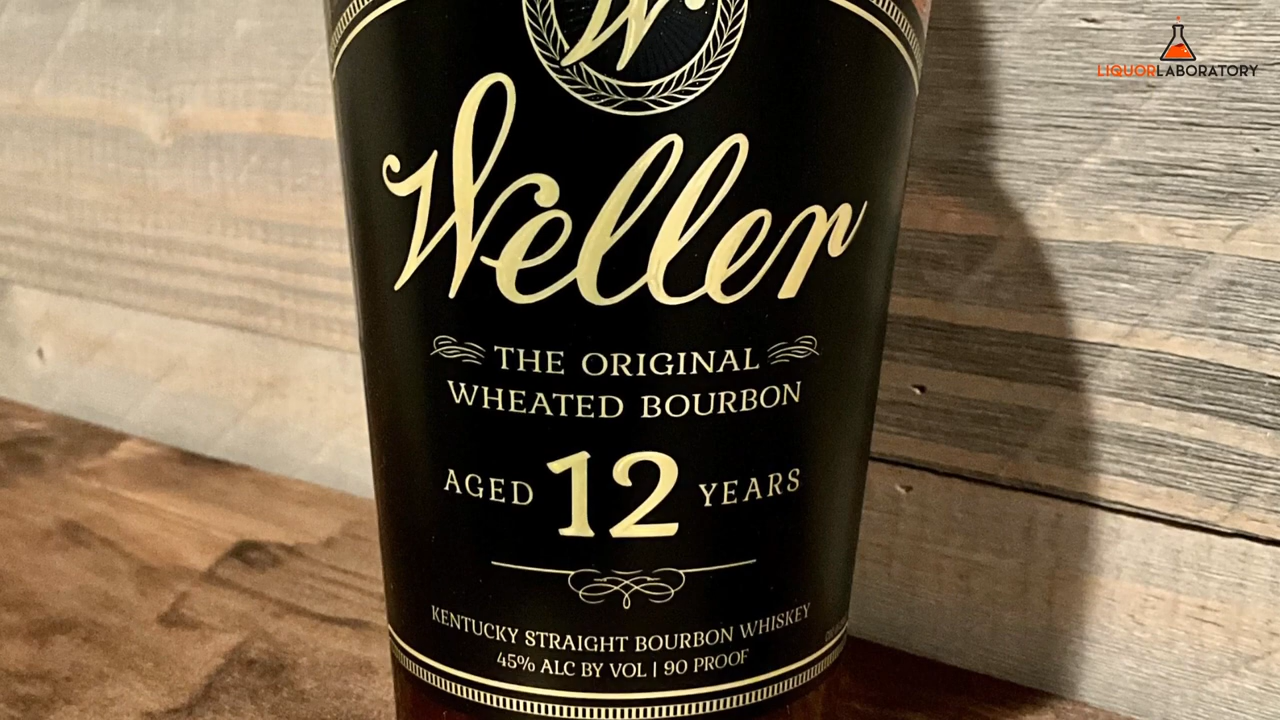 LIQUORLABORATORY
W
Weller
THE ORIGINAL
WHEATED BOURBON
AGED 12 YEARS
KENTUCKY STRAIGHT BOURBON WHISKEY
45% ALC BY VOL | 90 PROOF